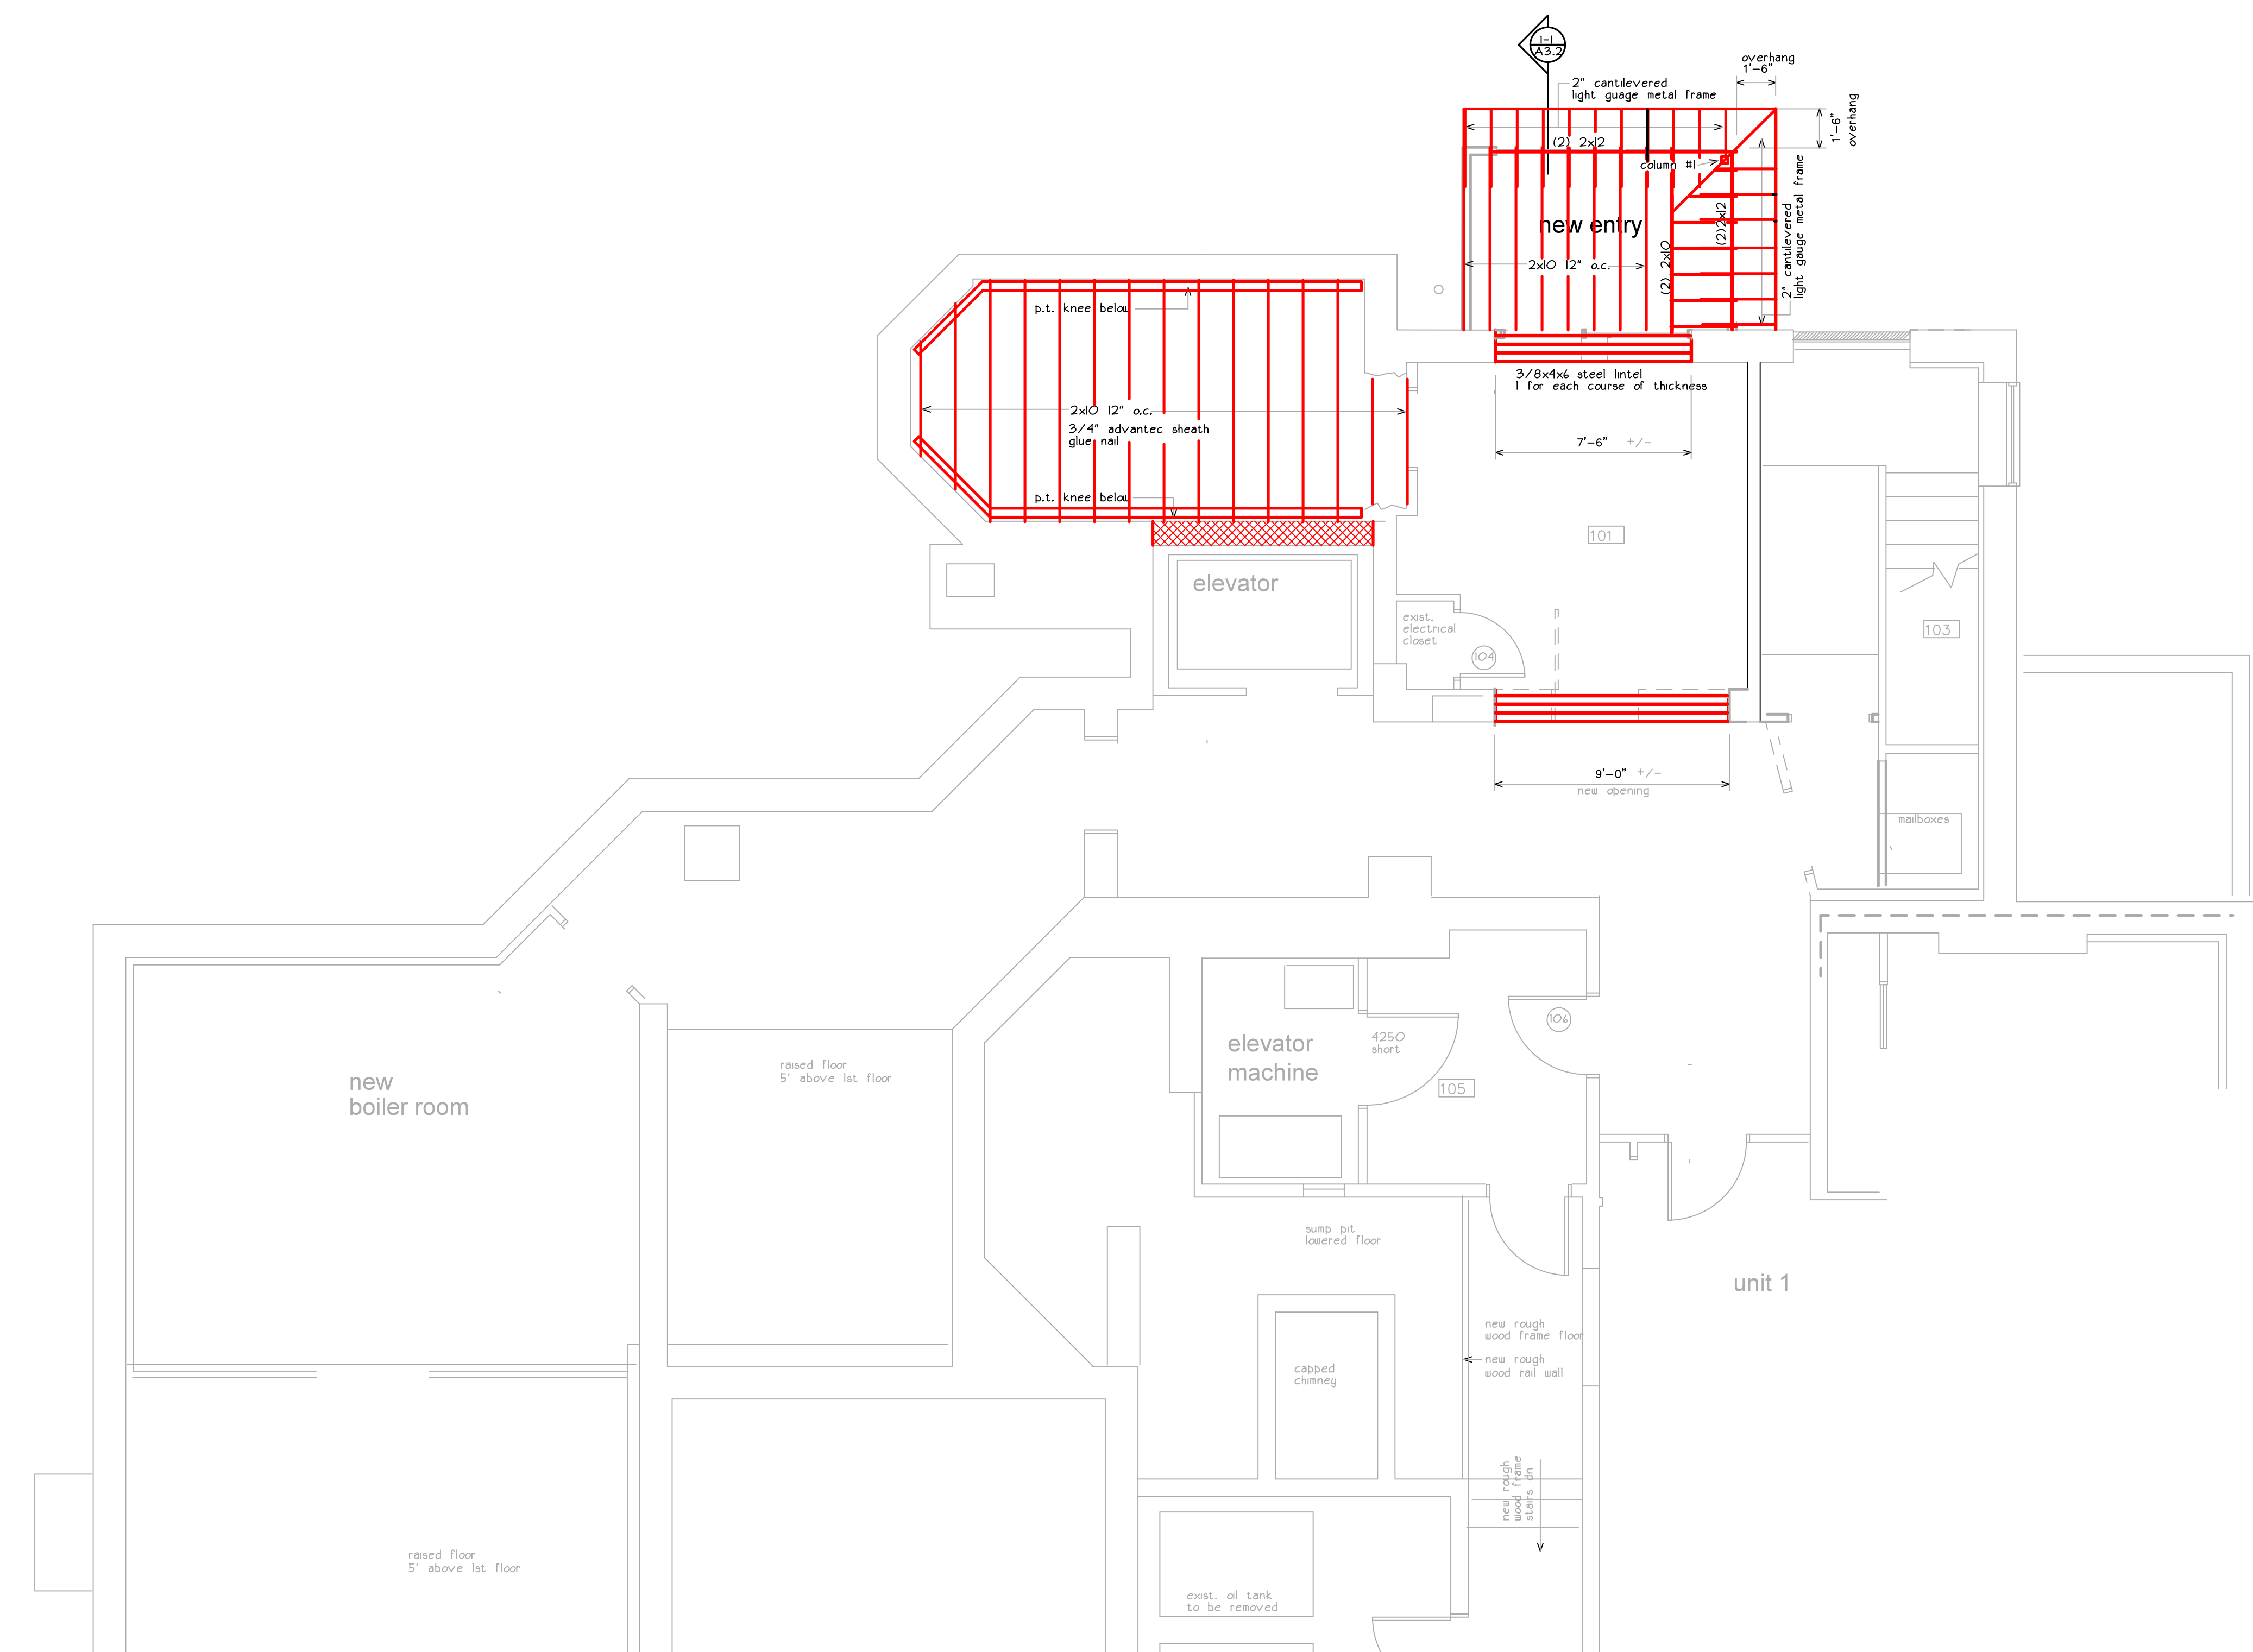 1-1
A3.2
overhang
1'-6"
2" cantilevered
light guage metal frame
1'-6"
overhang
(2) 2x12
column #1
2" cantilevered
light gauge metal frame
(2)2x12
new entry
(2) 2x10
2x10 12" o.c.
p.t. knee below
3/8x4x6 steel lintel
1 for each course of thickness
2x10 12" o.c.
3/4" advantec sheath
glue nail
7'-6" +/-
p.t. knee below
101
elevator
exist.
electrical
closet
104
103
9'-0" +/-
new opening
mailboxes
106
elevator
machine
4250
short
105
raised floor
5' above 1st floor
new
boiler room
sump pit
lowered floor
unit 1
new rough
wood frame floor
new rough
wood rail wall
capped
chimney
new rough
wood frame
stairs dn
raised floor
5' above 1st floor
exist. oil tank
to be removed